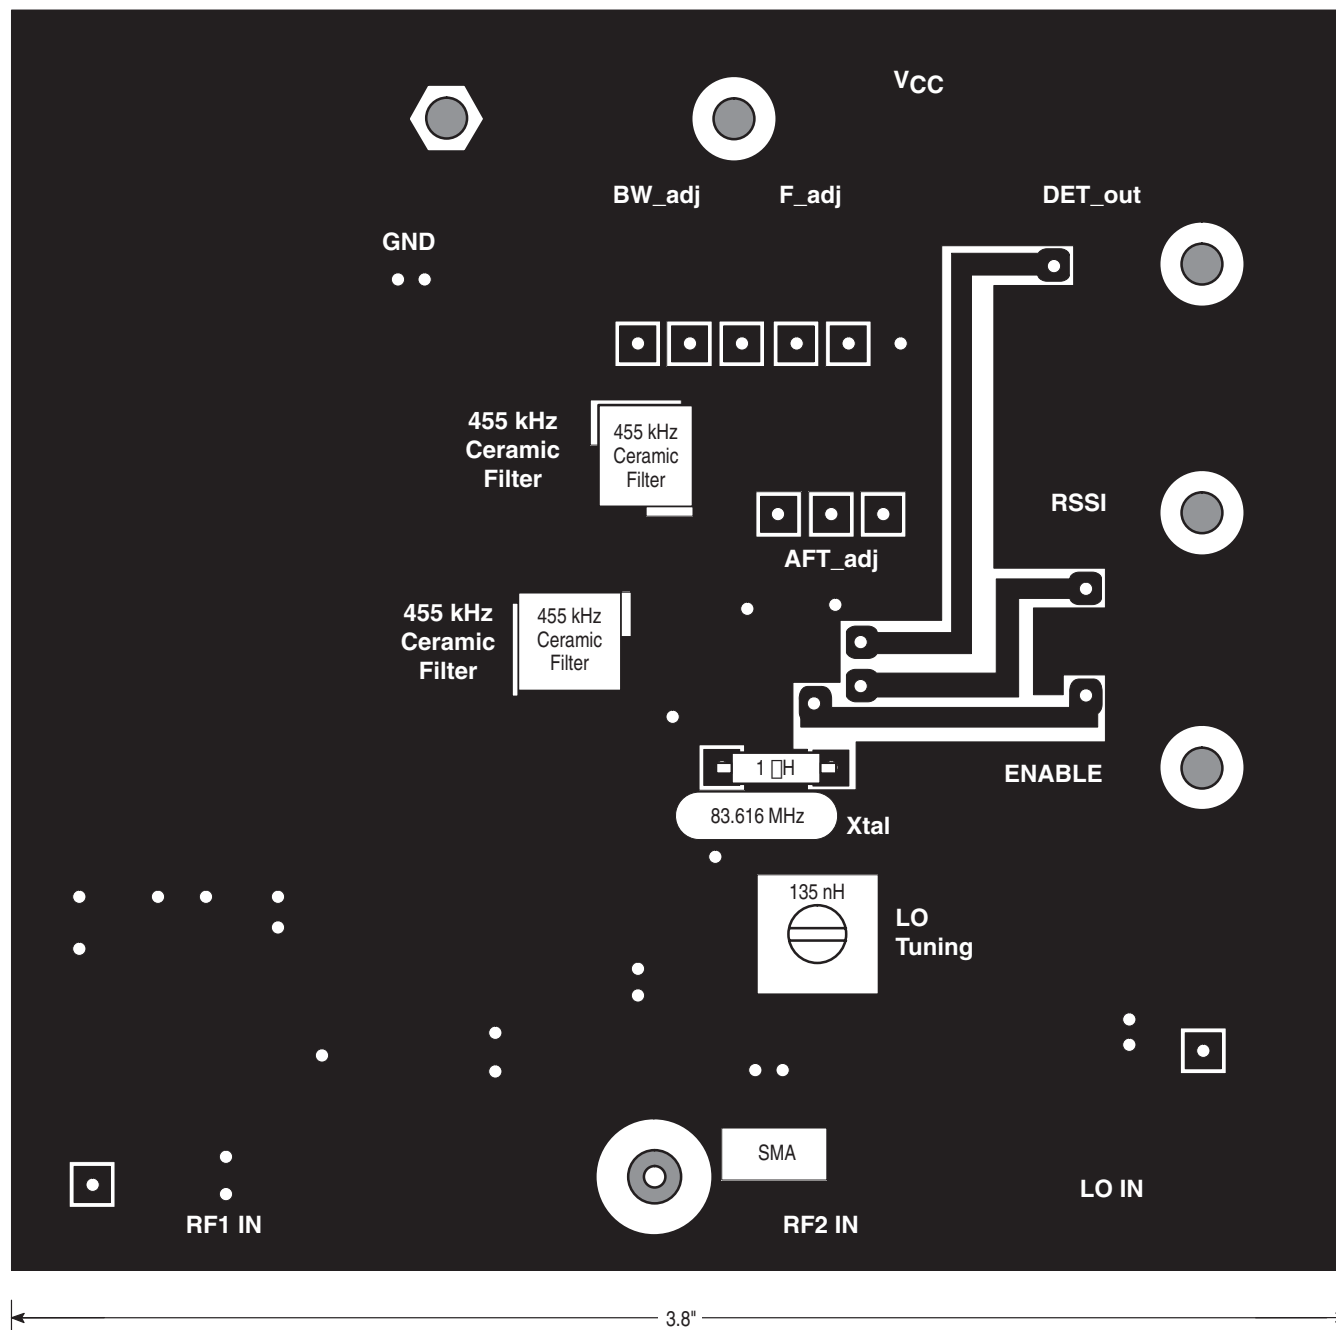 VCC
BW_adj
F_adj
DET_out
GND
455 kHz
Ceramic
Filter
455 kHz
Ceramic
Filter
RSSI
AFT_adj
455 kHz
Ceramic
Filter
455 kHz
Ceramic
Filter
1 □H
ENABLE
83.616 MHz
Xtal
135 nH
LO
Tuning
SMA
LO IN
RF1 IN
RF2 IN
3.8"